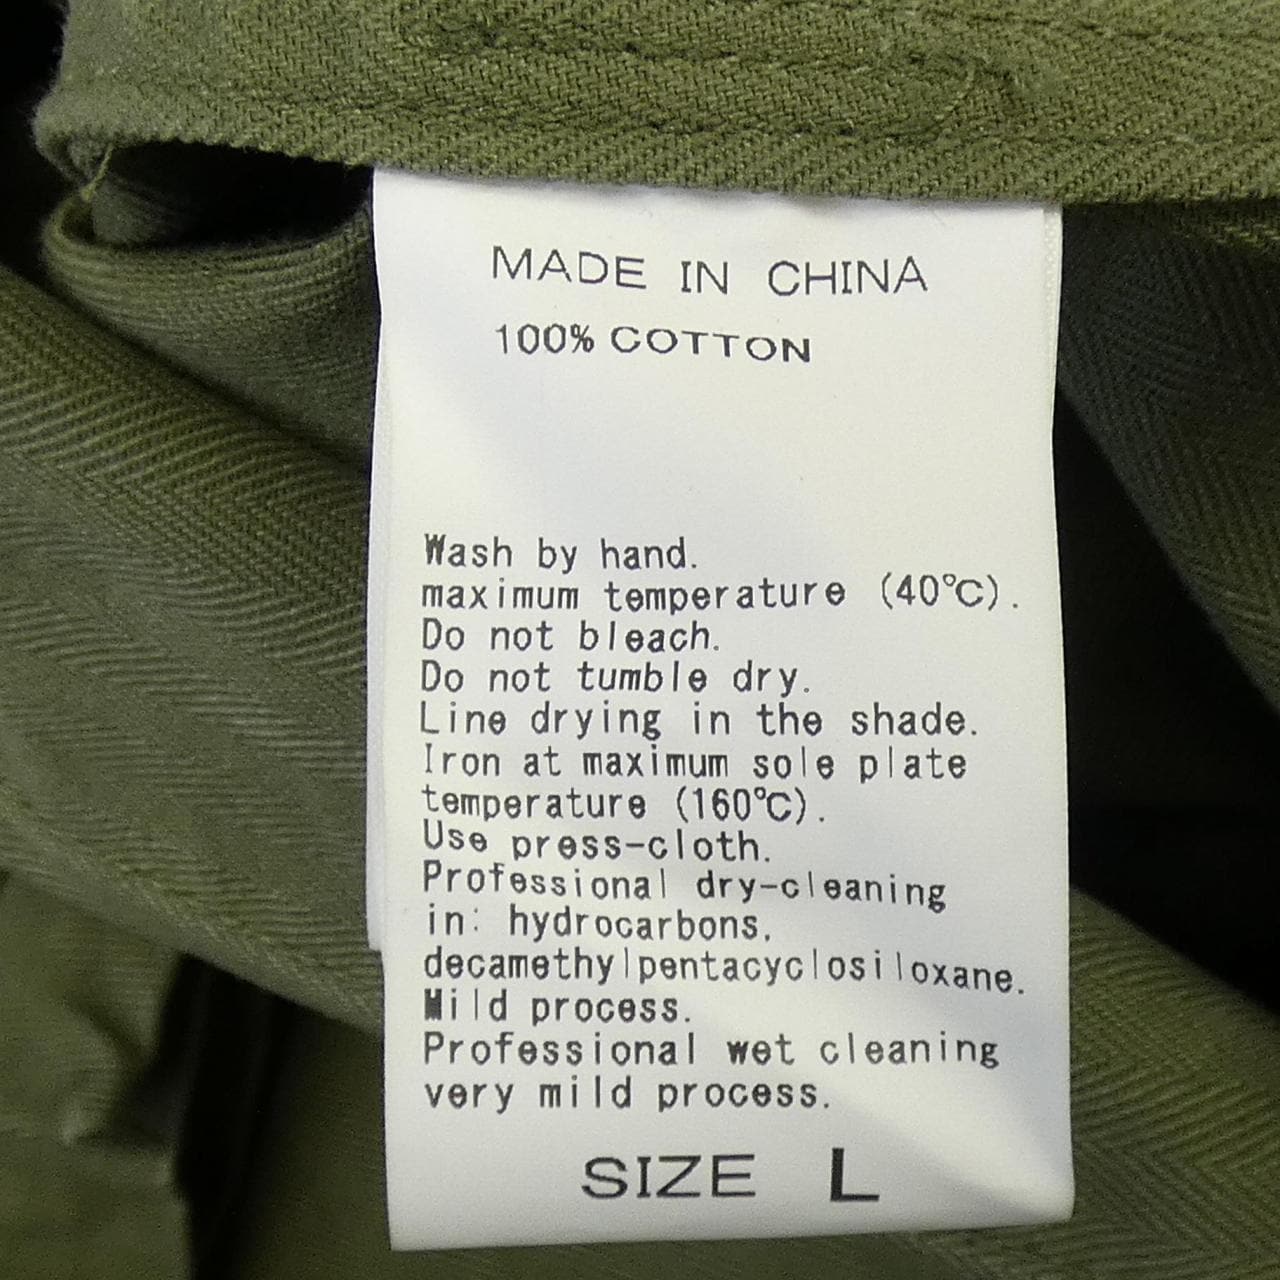 MADE IN CHINA
100% COTTON
Wash by hand.
maximum temperature (40℃).
Do not bleach.
Do not tumble dry.
Line drying in the shade.
Iron at maximum sole plate
temperature (160℃).
Use press-cloth.
Professional dry-cleaning
in: hydrocarbons,
decamethylpentacyclosiloxane.
Mild process.
Professional wet cleaning
very mild process.
SIZE L